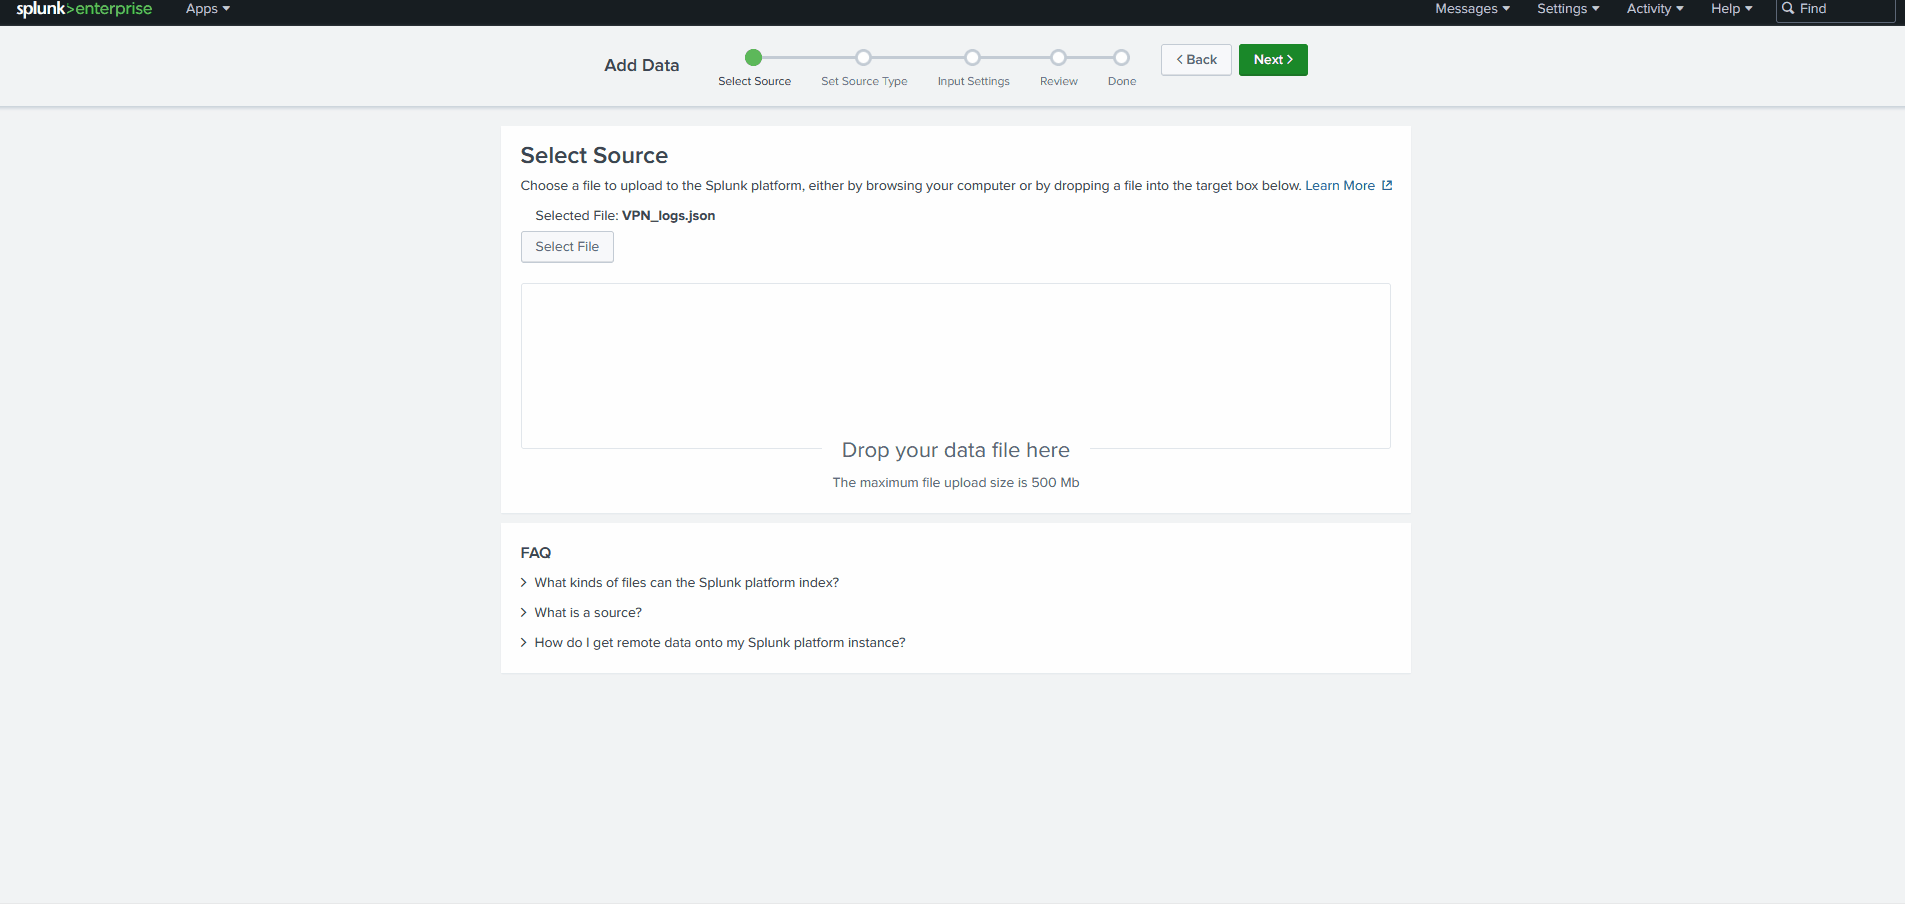 splunk>enterprise Apps Messages Settings Activity Help Find
Add Data Select Source Set Source Type Input Settings Review Done < Back Next >
Select Source
Choose a file to upload to the Splunk platform, either by browsing your computer or by dropping a file into the target box below. Learn More
Selected File: VPN_logs.json
Select File
Drop your data file here
The maximum file upload size is 500 Mb
FAQ
> What kinds of files can the Splunk platform index?
> What is a source?
> How do I get remote data onto my Splunk platform instance?